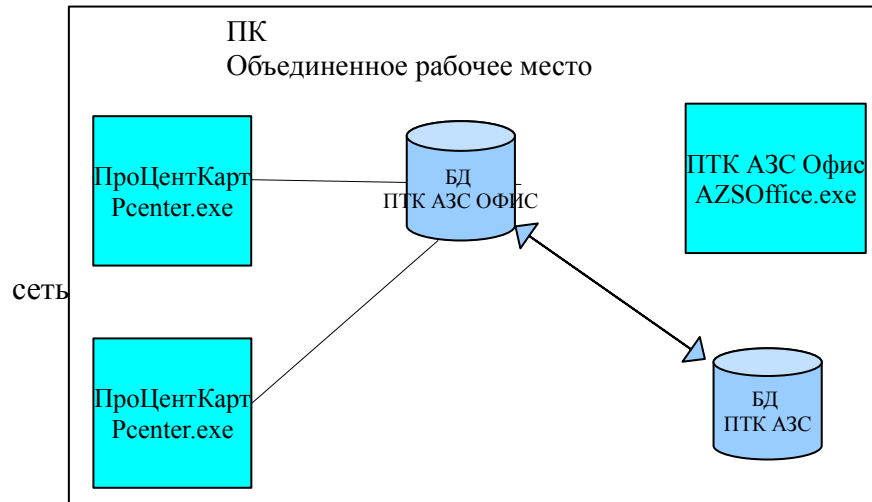 ПК
Объединенное рабочее место
ПроЦентКарт
Pcenter.exe
БД
ПТК АЗС ОФИС
ПТК АЗС Офис
AZSOffice.exe
сеть
ПроЦентКарт
Pcenter.exe
БД
ПТК АЗС